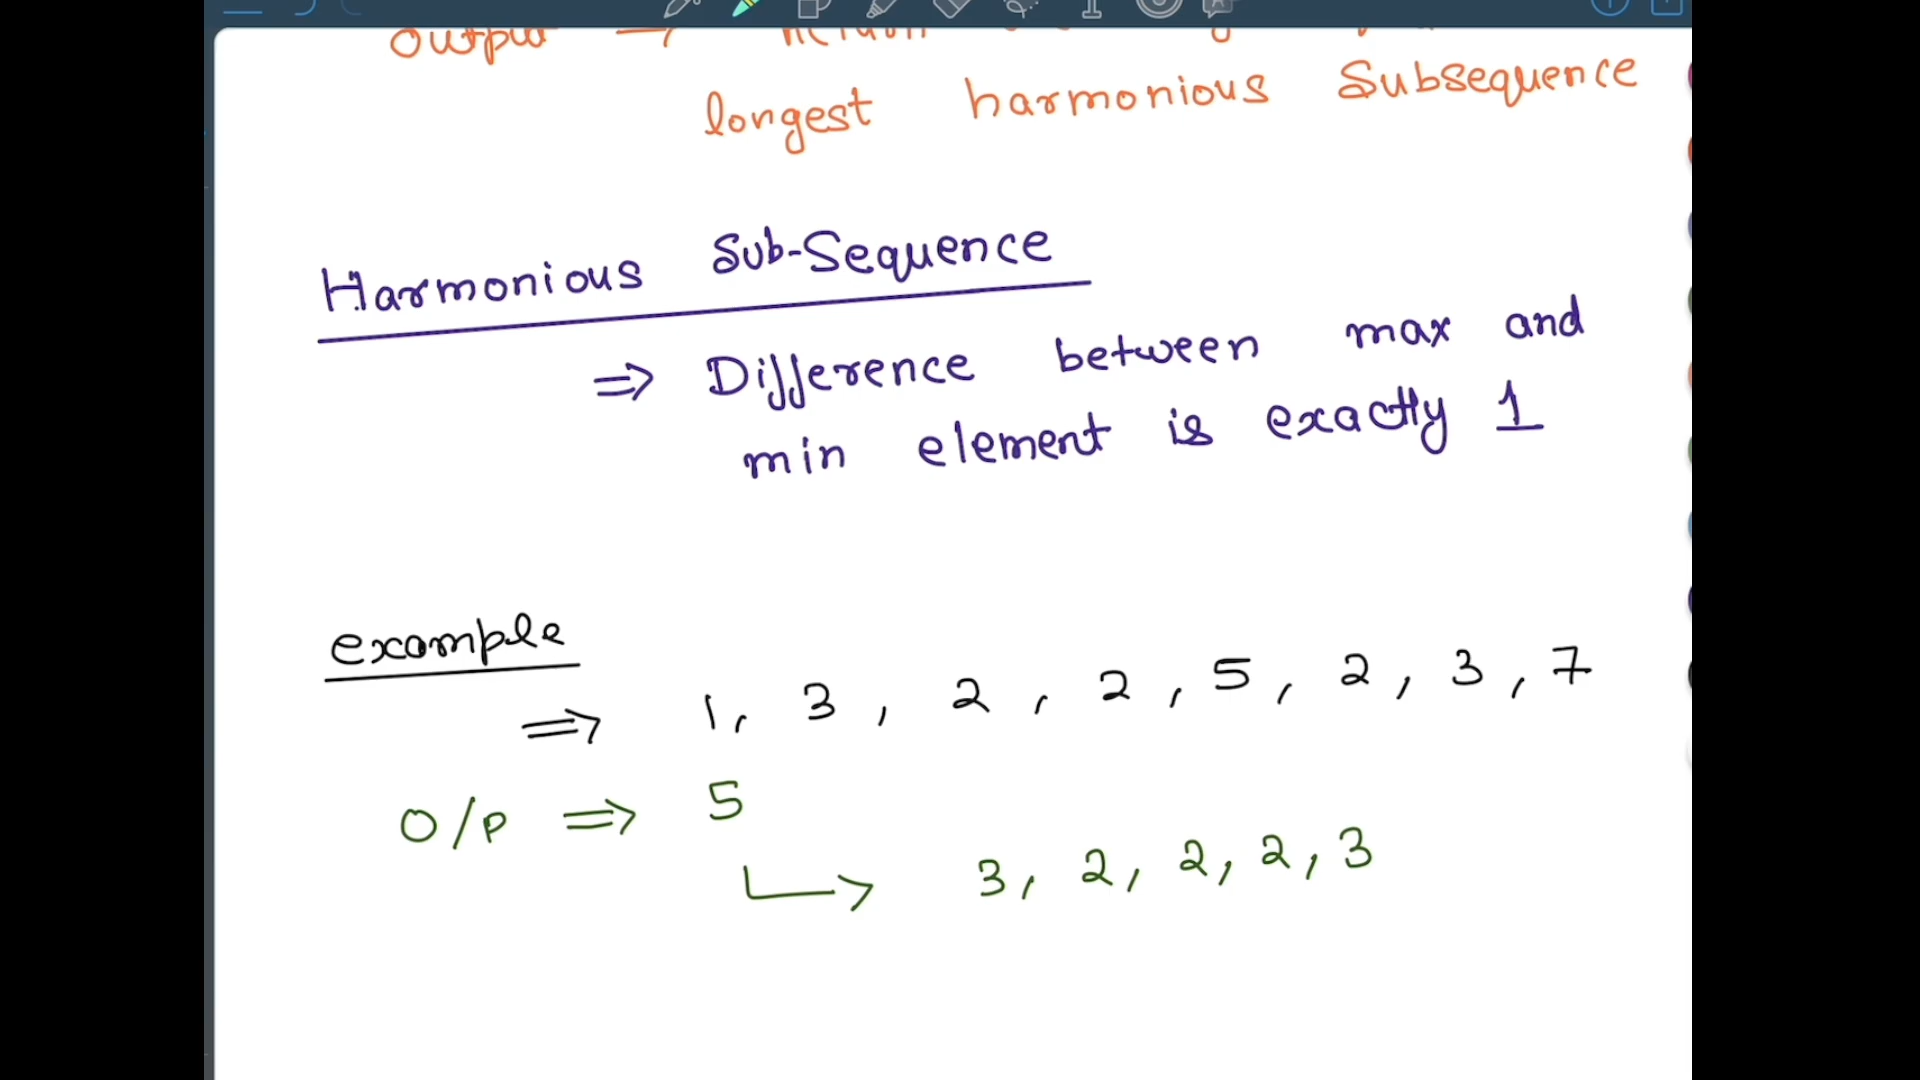 output →
longest harmonious Subsequence
Harmonious Sub-Sequence
⇒ Difference between max and
min element is exactly 1
example
⇒ 1, 3, 2, 2, 5, 2, 3, 7
O/P ⇒ 5
↳ 3, 2, 2, 2, 3